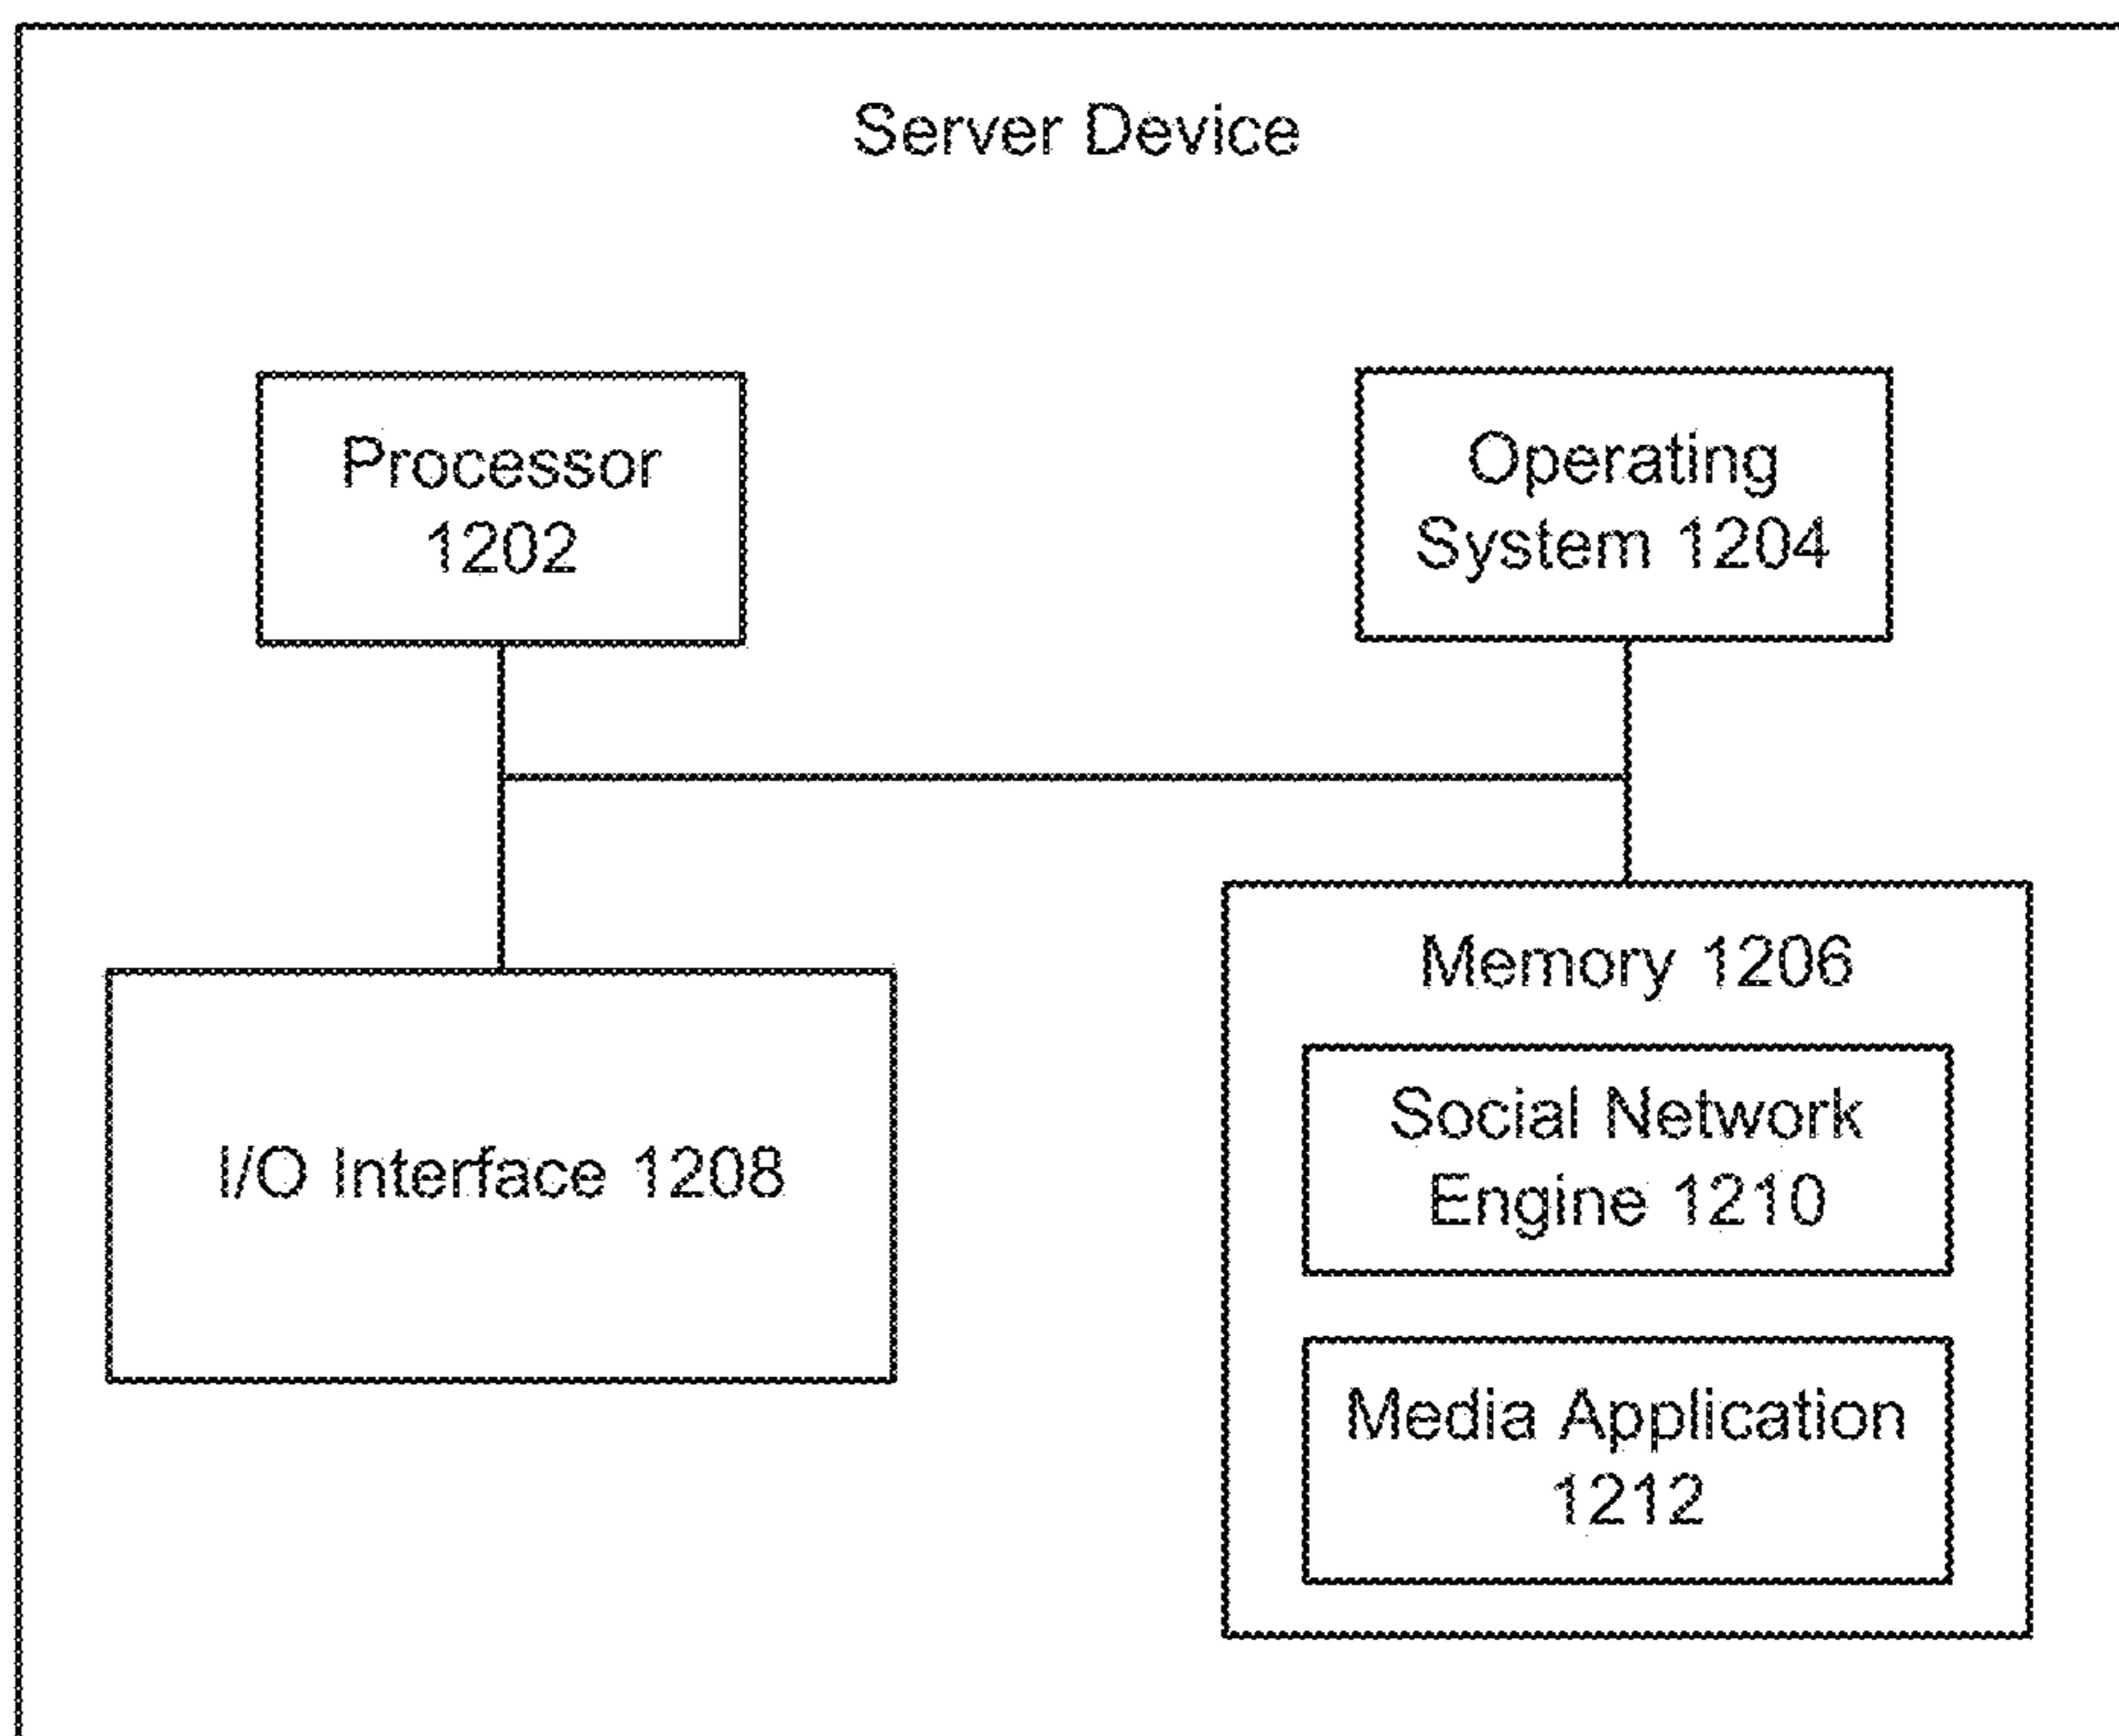 Server Device
Processor
1202
Operating
System 1204
Memory 1206
I/O Interface 1208
Social Network
Engine 1210
Media Application
1212